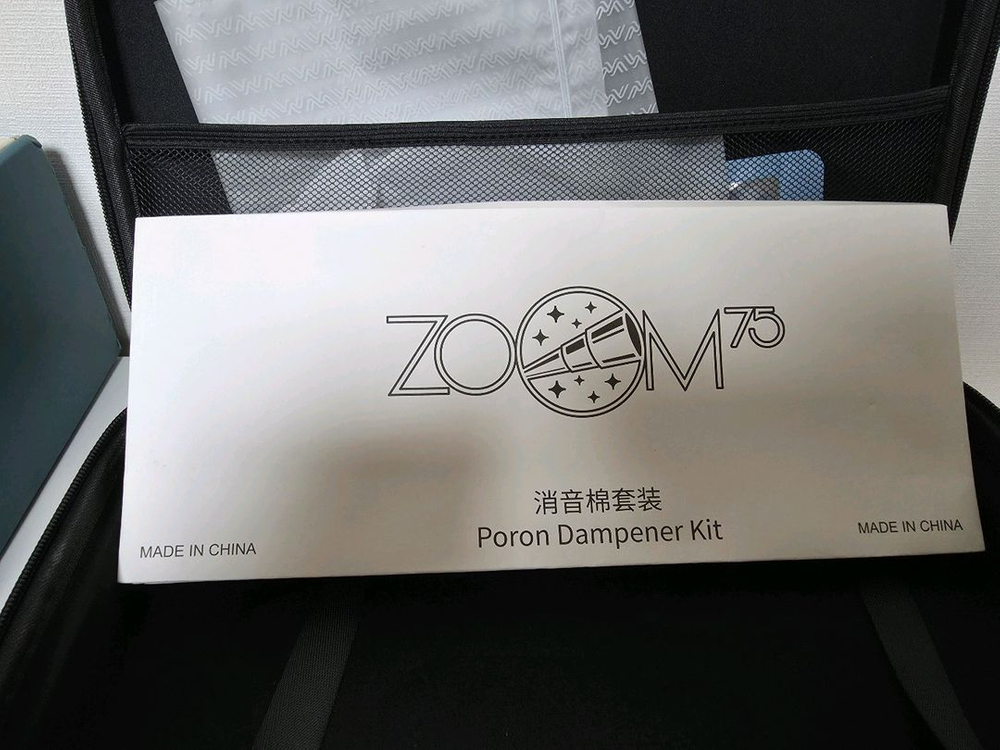 ZOOM75
消音棉套装
Poron Dampener Kit
MADE IN CHINA
MADE IN CHINA